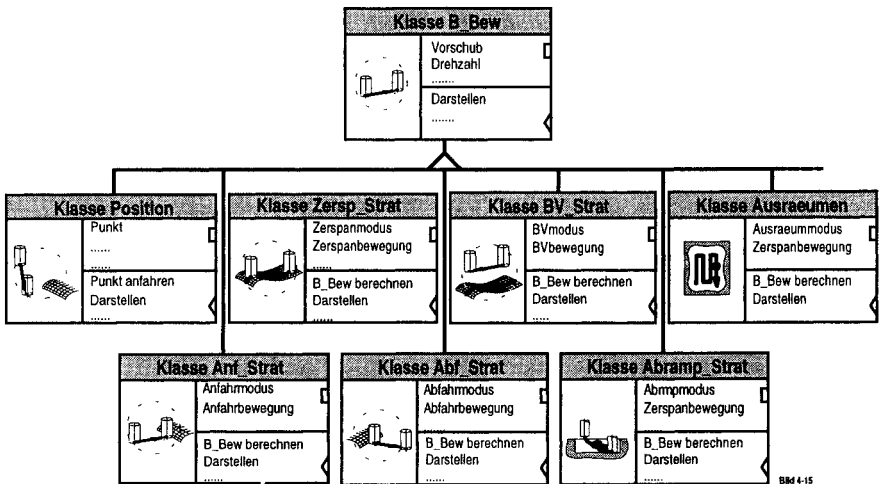 Klasse B_Bew
Vorschub
Drehzahl
.......
Darstellen
.......
Klasse Position
Punkt
......
......
Punkt anfahren
Darstellen
......
Klasse Zersp_Strat
Zerspanmodus
Zerspanbewegung
......
B_Bew berechnen
Darstellen
......
Klasse BV_Strat
BVmodus
BVbewegung
B_Bew berechnen
Darstellen
.....
Klasse Ausraeumen
Ausraeummodus
Zerspanbewegung
B_Bew berechnen
Darstellen
Klasse Anf_Strat
Anfahrmodus
Anfahrbewegung
B_Bew berechnen
Darstellen
......
Klasse Abf_Strat
Abfahrmodus
Abfahrbewegung
B_Bew berechnen
Darstellen
......
Klasse Abramp_Strat
Abrmpmodus
Zerspanbewegung
B_Bew berechnen
Darstellen
......
Bild 4-15